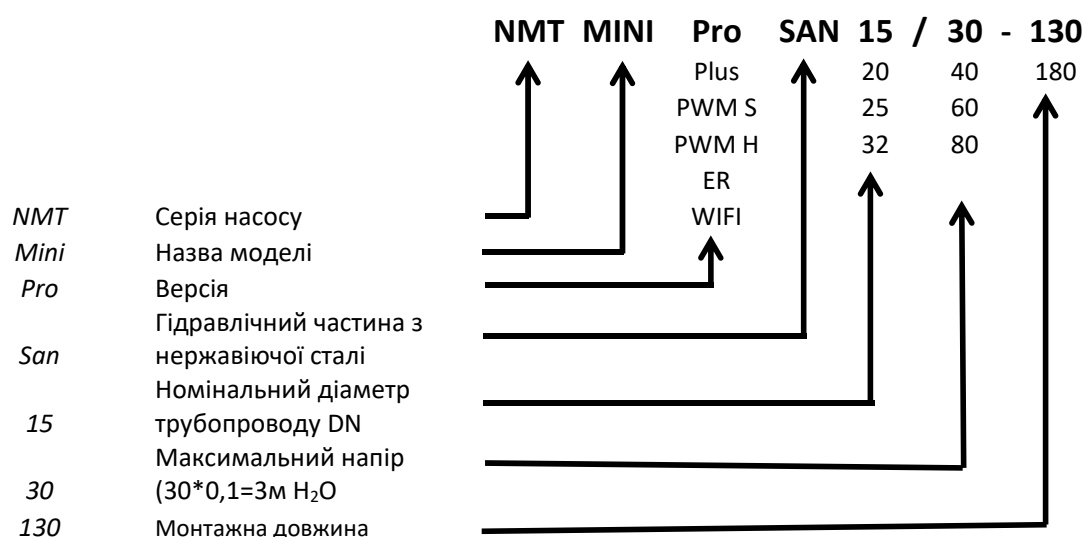 NMT MINI Pro SAN 15 / 30 - 130
Plus 20 40 180
PWM S 25 60
PWM H 32 80
ER
NMT Серія насосу WIFI
Mini Назва моделі
Pro Версія
Гідравлічний частина з
San нержавіючої сталі
Номінальний діаметр
15 трубопроводу DN
Максимальний напір
30 (30*0,1=3м H₂O
130 Монтажна довжина